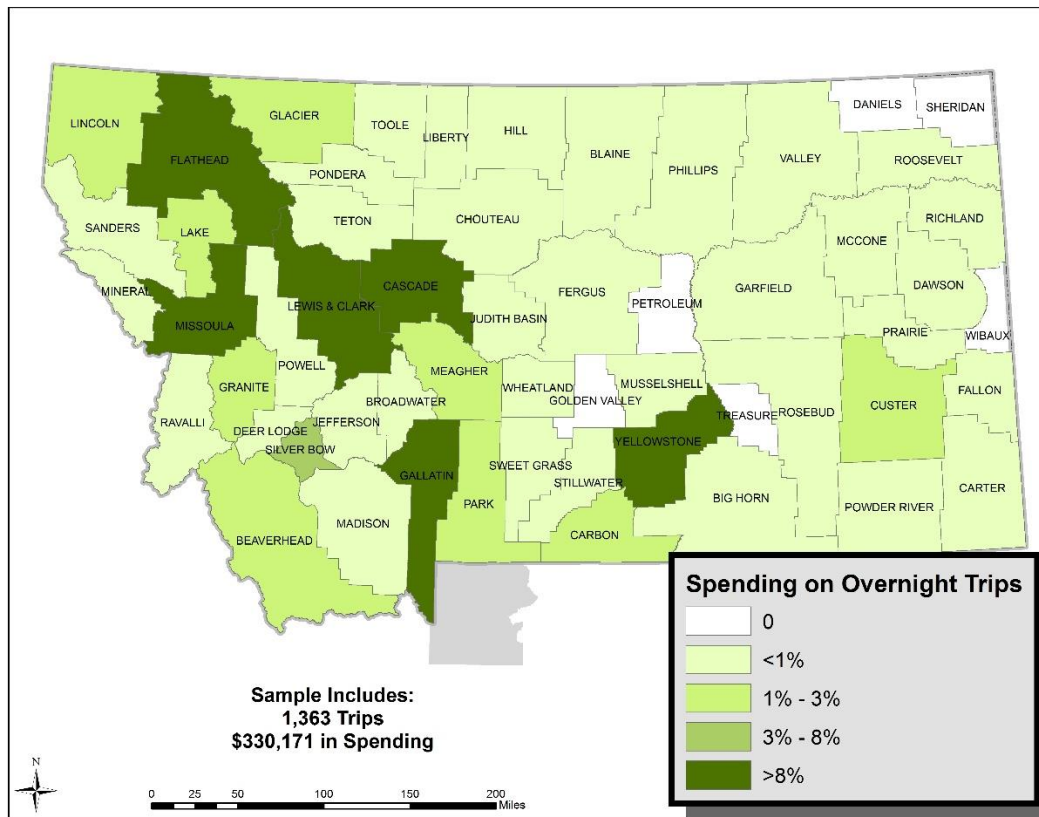 DANIELS
SHERIDAN
LINCOLN
GLACIER
TOOLE
LIBERTY
HILL
BLAINE
PHILLIPS
VALLEY
ROOSEVELT
FLATHEAD
PONDERA
TETON
CHOUTEAU
RICHLAND
SANDERS
LAKE
MCCONE
DAWSON
CASCADE
FERGUS
GARFIELD
MINERAL
LEWIS & CLARK
PETROLEUM
JUDITH BASIN
MISSOULA
PRAIRIE
WIBAUX
POWELL
MEAGHER
GRANITE
WHEATLAND
MUSSELSHELL
FALLON
BROADWATER
GOLDEN VALLEY
TREASURE
ROSEBUD
CUSTER
RAVALLI
DEER LODGE
JEFFERSON
SILVER BOW
YELLOWSTONE
GALLATIN
SWEET GRASS
STILLWATER
BIG HORN
CARTER
PARK
POWDER RIVER
MADISON
CARBON
BEAVERHEAD
Spending on Overnight Trips
0
<1%
1% - 3%
3% - 8%
>8%
Sample Includes:
1,363 Trips
$330,171 in Spending
N
0 25 50 100 150 200
Miles